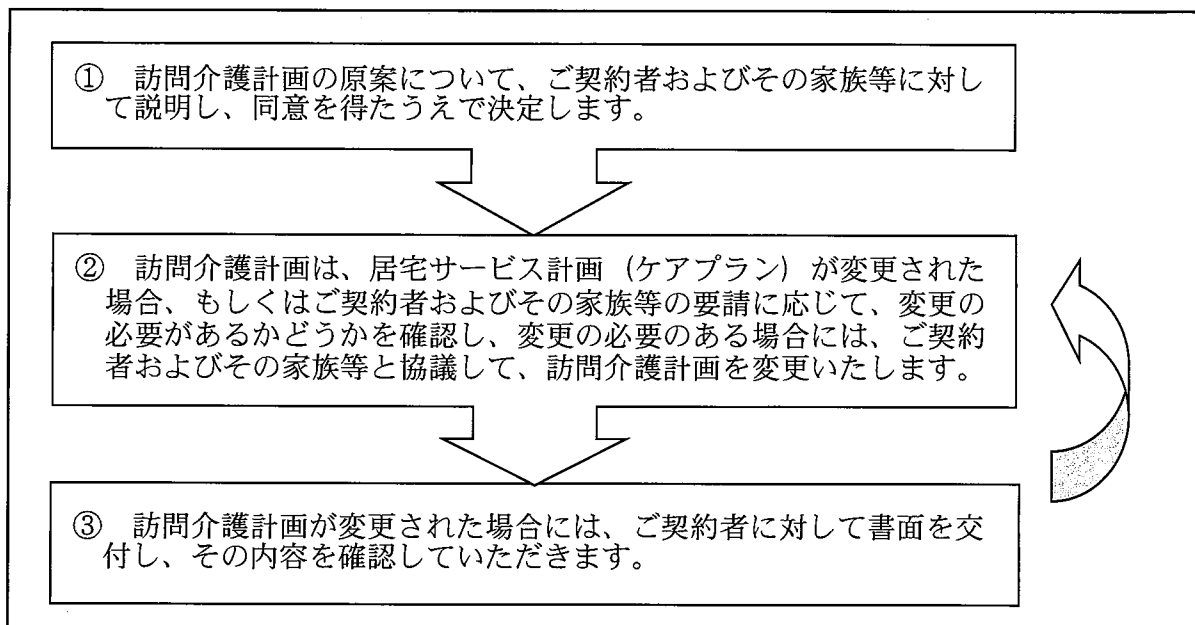 ① 訪問介護計画の原案について、ご契約者およびその家族等に対し
て説明し、同意を得たうえで決定します。
② 訪問介護計画は、居宅サービス計画（ケアプラン）が変更された
場合、もしくはご契約者およびその家族等の要請に応じて、変更の
必要があるかどうかを確認し、変更の必要のある場合には、ご契約
者およびその家族等と協議して、訪問介護計画を変更いたします。
③ 訪問介護計画が変更された場合には、ご契約者に対して書面を交
付し、その内容を確認していただきます。